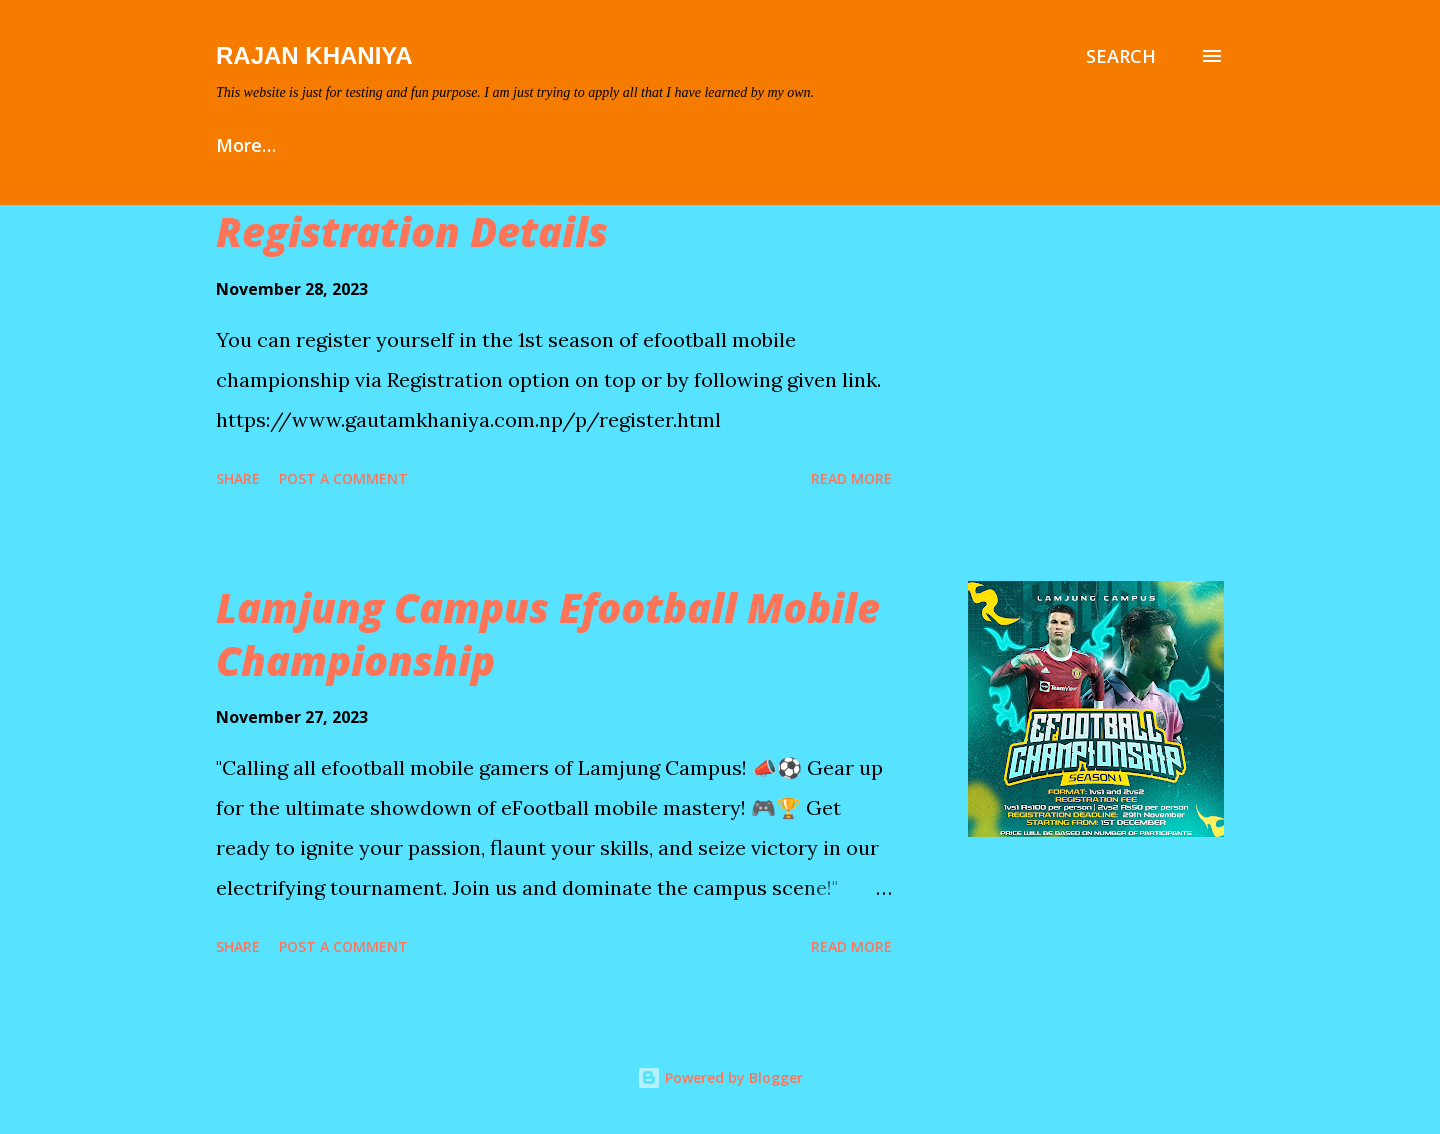 RAJAN KHANIYA
SEARCH
This website is just for testing and fun purpose. I am just trying to apply all that I have learned by my own.
More…
Registration Details
November 28, 2023
You can register yourself in the 1st season of efootball mobile
championship via Registration option on top or by following given link.
https://www.gautamkhaniya.com.np/p/register.html
SHARE
POST A COMMENT
READ MORE
Lamjung Campus Efootball Mobile
Championship
November 27, 2023
"Calling all efootball mobile gamers of Lamjung Campus! 📣⚽ Gear up
for the ultimate showdown of eFootball mobile mastery! 🎮🏆 Get
ready to ignite your passion, flaunt your skills, and seize victory in our
electrifying tournament. Join us and dominate the campus scene!" …
SHARE
POST A COMMENT
READ MORE
LAMJUNG CAMPUS
TeamViewer
EFOOTBALL
CHAMPIONSHIP
SEASON 1
FORMAT: 1vs1 and 2vs2
REGISTRATION FEE
1vs1 Rs100 per person | 2vs2 Rs50 per person
REGISTRATION DEADLINE: 29th November
STARTING FROM: 1ST DECEMBER
PRICE WILL BE BASED ON NUMBER OF PARTICIPANTS
Powered by Blogger